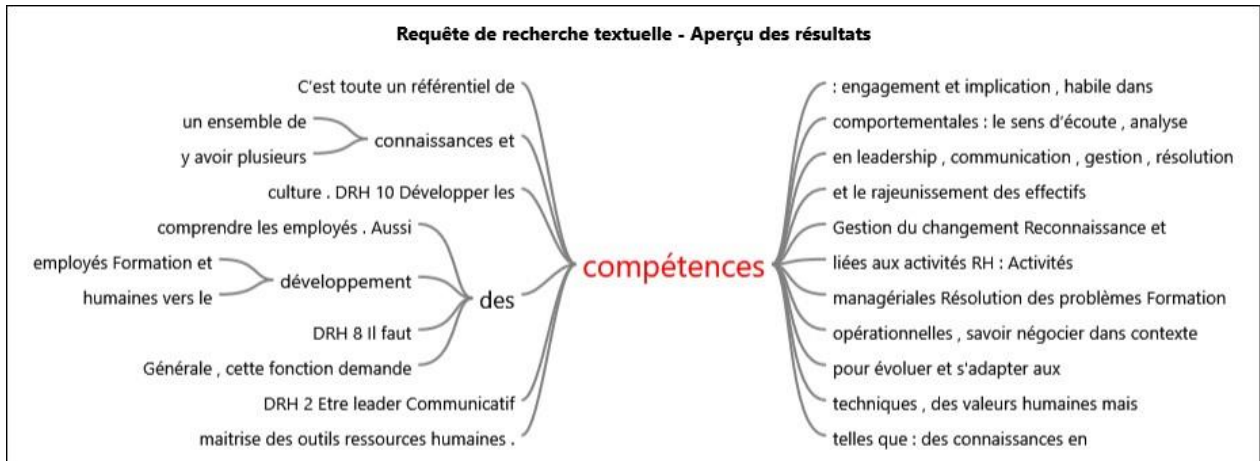 Requête de recherche textuelle - Aperçu des résultats
C'est toute un référentiel de
un ensemble de
y avoir plusieurs
connaissances et
culture . DRH 10 Développer les
comprendre les employés . Aussi
employés Formation et
humaines vers le
développement
des
DRH 8 Il faut
Générale , cette fonction demande
DRH 2 Etre leader Communicatif
maitrise des outils ressources humaines .
compétences
: engagement et implication , habile dans
comportementales : le sens d'écoute , analyse
en leadership , communication , gestion , résolution
et le rajeunissement des effectifs
Gestion du changement Reconnaissance et
liées aux activités RH : Activités
managériales Résolution des problèmes Formation
opérationnelles , savoir négocier dans contexte
pour évoluer et s'adapter aux
techniques , des valeurs humaines mais
telles que : des connaissances en